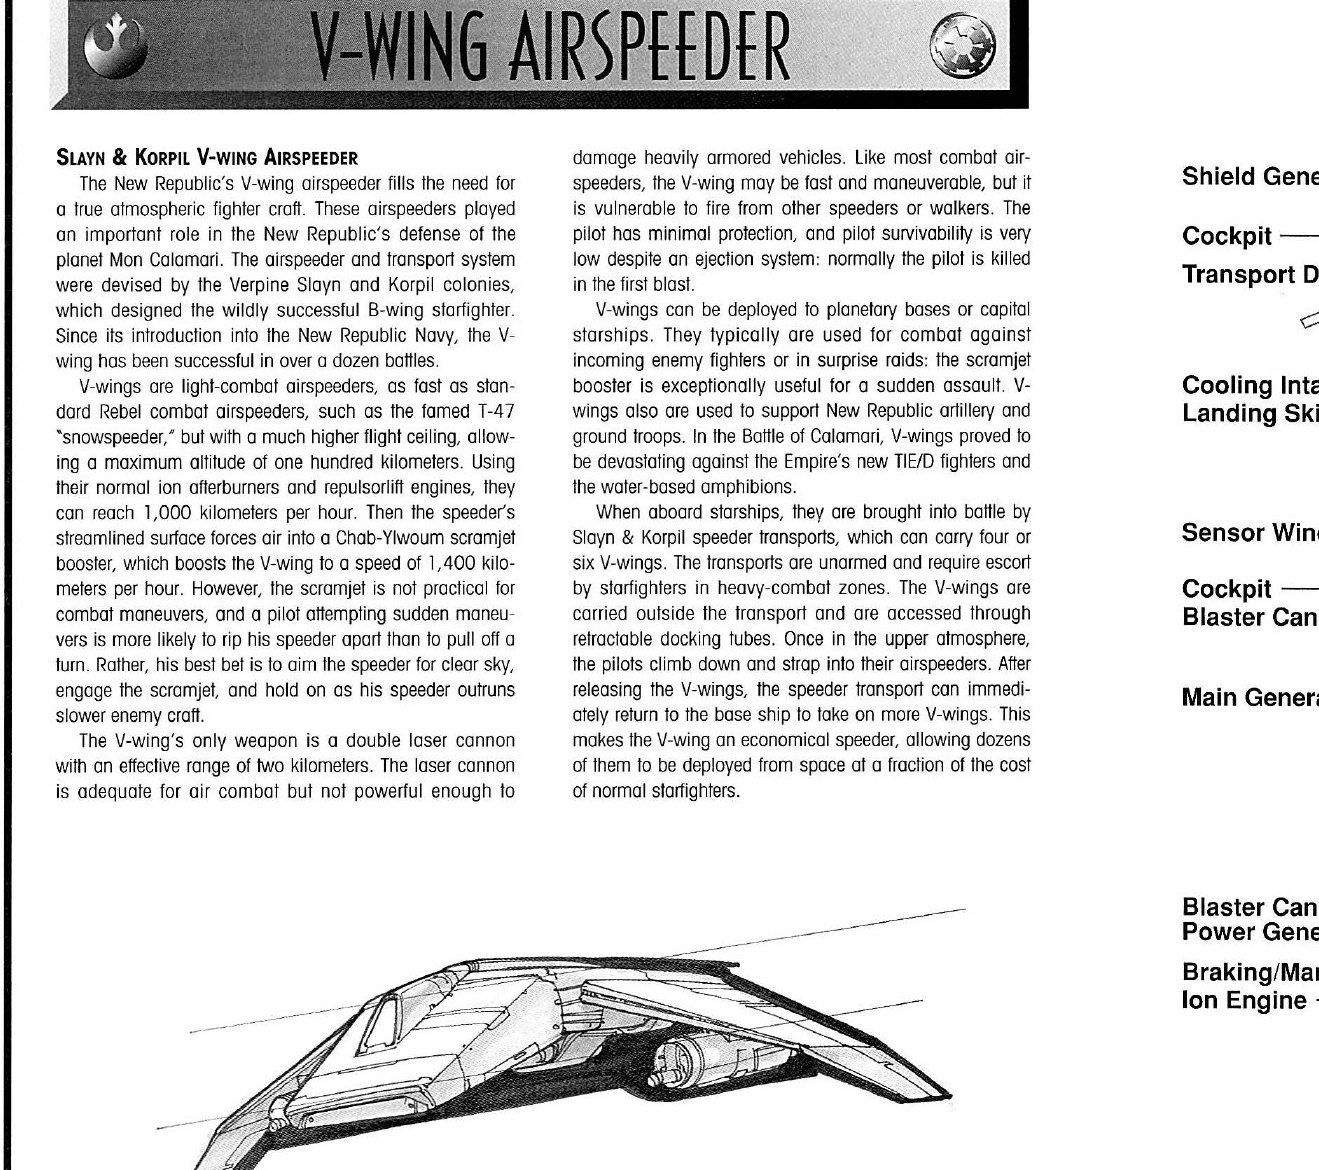 V-WING AIRSPEEDER
SLAYN & KORPIL V-WING AIRSPEEDER
The New Republic's V-wing airspeeder fills the need for
a true atmospheric fighter craft. These airspeeders played
an important role in the New Republic's defense of the
planet Mon Calamari. The airspeeder and transport system
were devised by the Verpine Slayn and Korpil colonies,
which designed the wildly successful B-wing starfighter.
Since its introduction into the New Republic Navy, the V-
wing has been successful in over a dozen battles.
V-wings are light-combat airspeeders, as fast as stan-
dard Rebel combat airspeeders, such as the famed T-47
"snowspeeder," but with a much higher flight ceiling, allow-
ing a maximum altitude of one hundred kilometers. Using
their normal ion afterburners and repulsorlift engines, they
can reach 1,000 kilometers per hour. Then the speeder's
streamlined surface forces air into a Chab-Ylwoum scramjet
booster, which boosts the V-wing to a speed of 1,400 kilo-
meters per hour. However, the scramjet is not practical for
combat maneuvers, and a pilot attempting sudden maneu-
vers is more likely to rip his speeder apart than to pull off a
turn. Rather, his best bet is to aim the speeder for clear sky,
engage the scramjet, and hold on as his speeder outruns
slower enemy craft.
The V-wing's only weapon is a double laser cannon
with an effective range of two kilometers. The laser cannon
is adequate for air combat but not powerful enough to
damage heavily armored vehicles. Like most combat air-
speeders, the V-wing may be fast and maneuverable, but it
is vulnerable to fire from other speeders or walkers. The
pilot has minimal protection, and pilot survivability is very
low despite an ejection system: normally the pilot is killed
in the first blast.
V-wings can be deployed to planetary bases or capital
starships. They typically are used for combat against
incoming enemy fighters or in surprise raids: the scramjet
booster is exceptionally useful for a sudden assault. V-
wings also are used to support New Republic artillery and
ground troops. In the Battle of Calamari, V-wings proved to
be devastating against the Empire's new TIE/D fighters and
the water-based amphibions.
When aboard starships, they are brought into battle by
Slayn & Korpil speeder transports, which can carry four or
six V-wings. The transports are unarmed and require escort
by starfighters in heavy-combat zones. The V-wings are
carried outside the transport and are accessed through
retractable docking tubes. Once in the upper atmosphere,
the pilots climb down and strap into their airspeeders. After
releasing the V-wings, the speeder transport can immedi-
ately return to the base ship to take on more V-wings. This
makes the V-wing an economical speeder, allowing dozens
of them to be deployed from space at a fraction of the cost
of normal starfighters.
Shield Gene
Cockpit
Transport D
Cooling Inta
Landing Ski
Sensor Win
Cockpit
Blaster Can
Main Genera
Blaster Can
Power Gene
Braking/Ma
Ion Engine